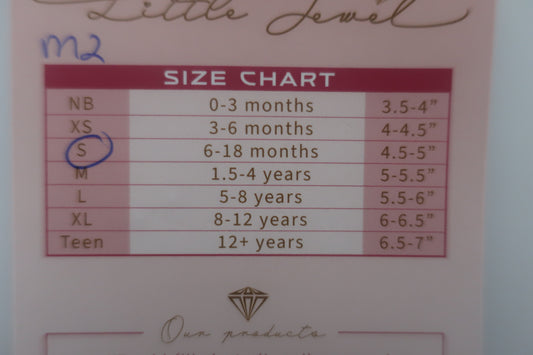 Little Jewel
m2
SIZE CHART
NB 0-3 months 3.5-4”
XS 3-6 months 4-4.5”
S 6-18 months 4.5-5”
M 1.5-4 years 5-5.5”
L 5-8 years 5.5-6”
XL 8-12 years 6-6.5”
Teen 12+ years 6.5-7”
Our products